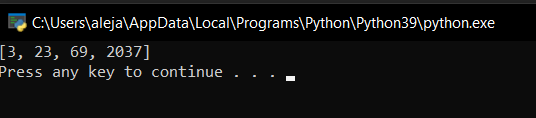 C:\Users\aleja\AppData\Local\Programs\Python\Python39\python.exe
[3, 23, 69, 2037]
Press any key to continue . . .